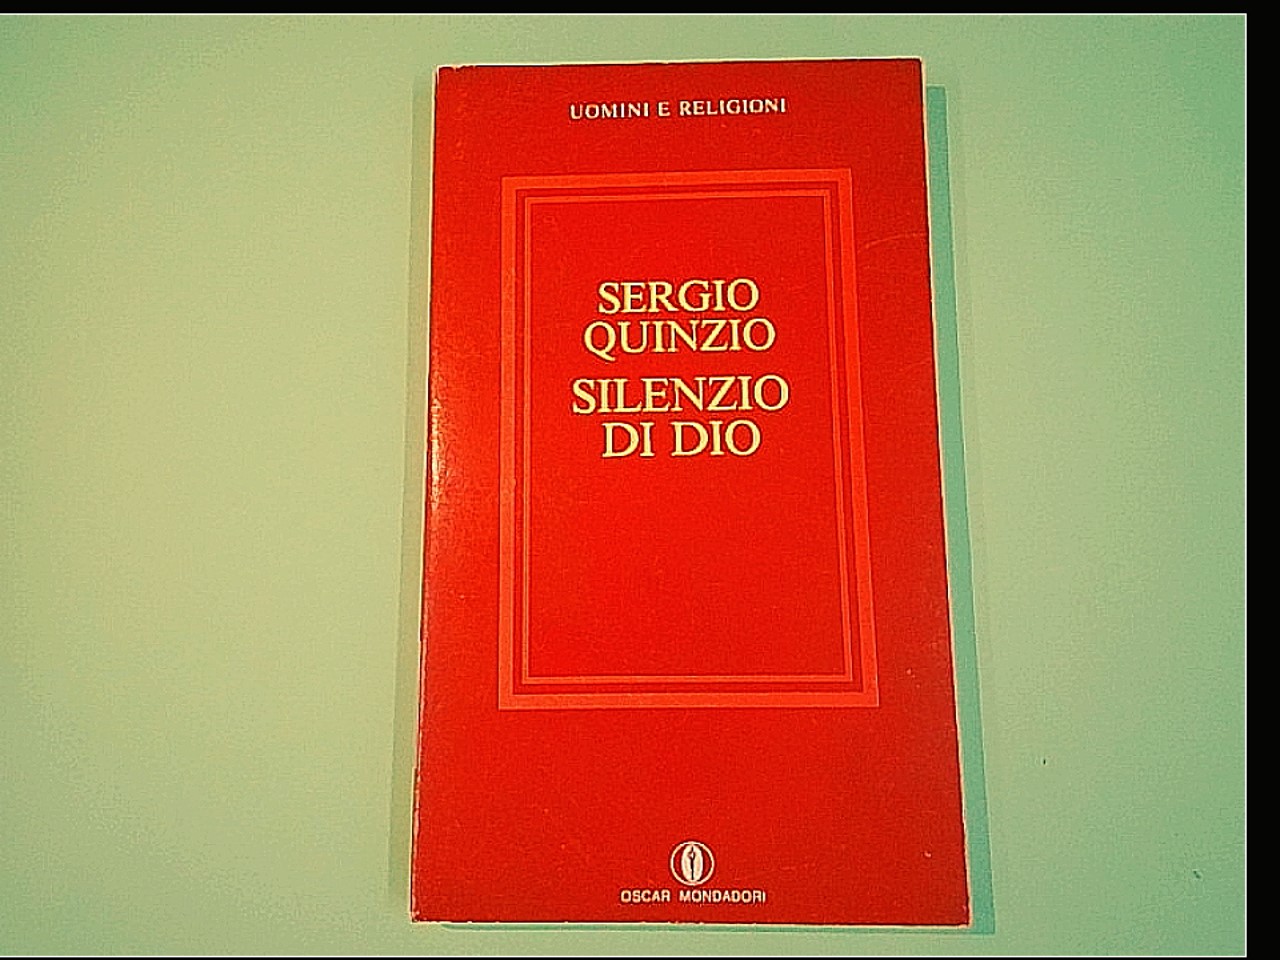 UOMINI E RELIGIONI
SERGIO
QUINZIO
SILENZIO
DI DIO
OSCAR MONDADORI